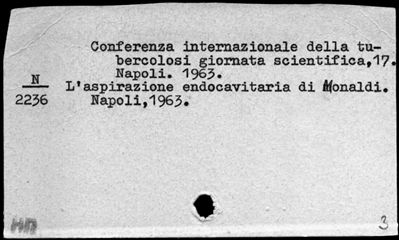 Conferenza internazionale della tu-
bercolosi giornata scientifica,17.
Napoli. 1963.
N
2236
L'aspirazione endocavitaria di Monaldi.
Napoli,1963.
3